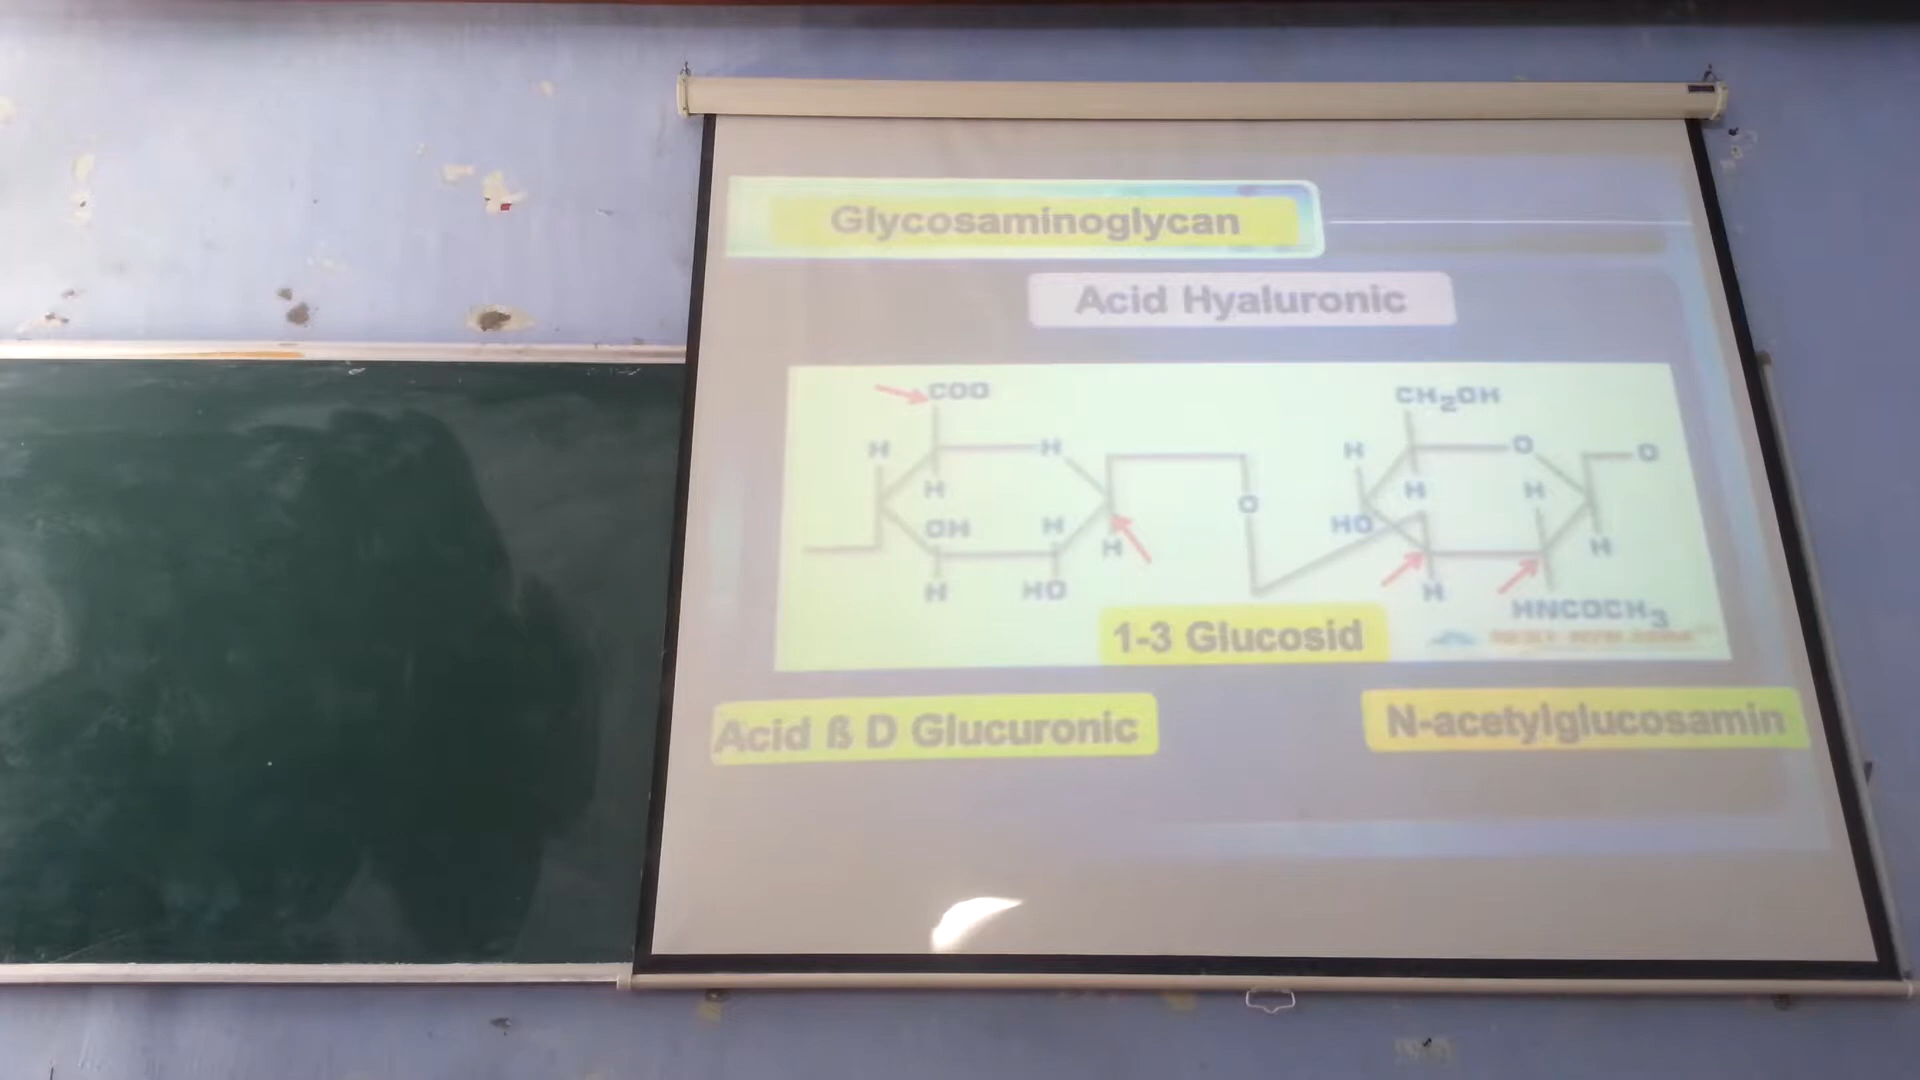 Glycosaminoglycan
Acid Hyaluronic
COO
H
H
H
OH
H
H
H
HO
O
CH2OH
H
O
O
H
H
HO
H
H
HNCOCH3
1-3 Glucosid
Acid ß D Glucuronic
N-acetylglucosamin